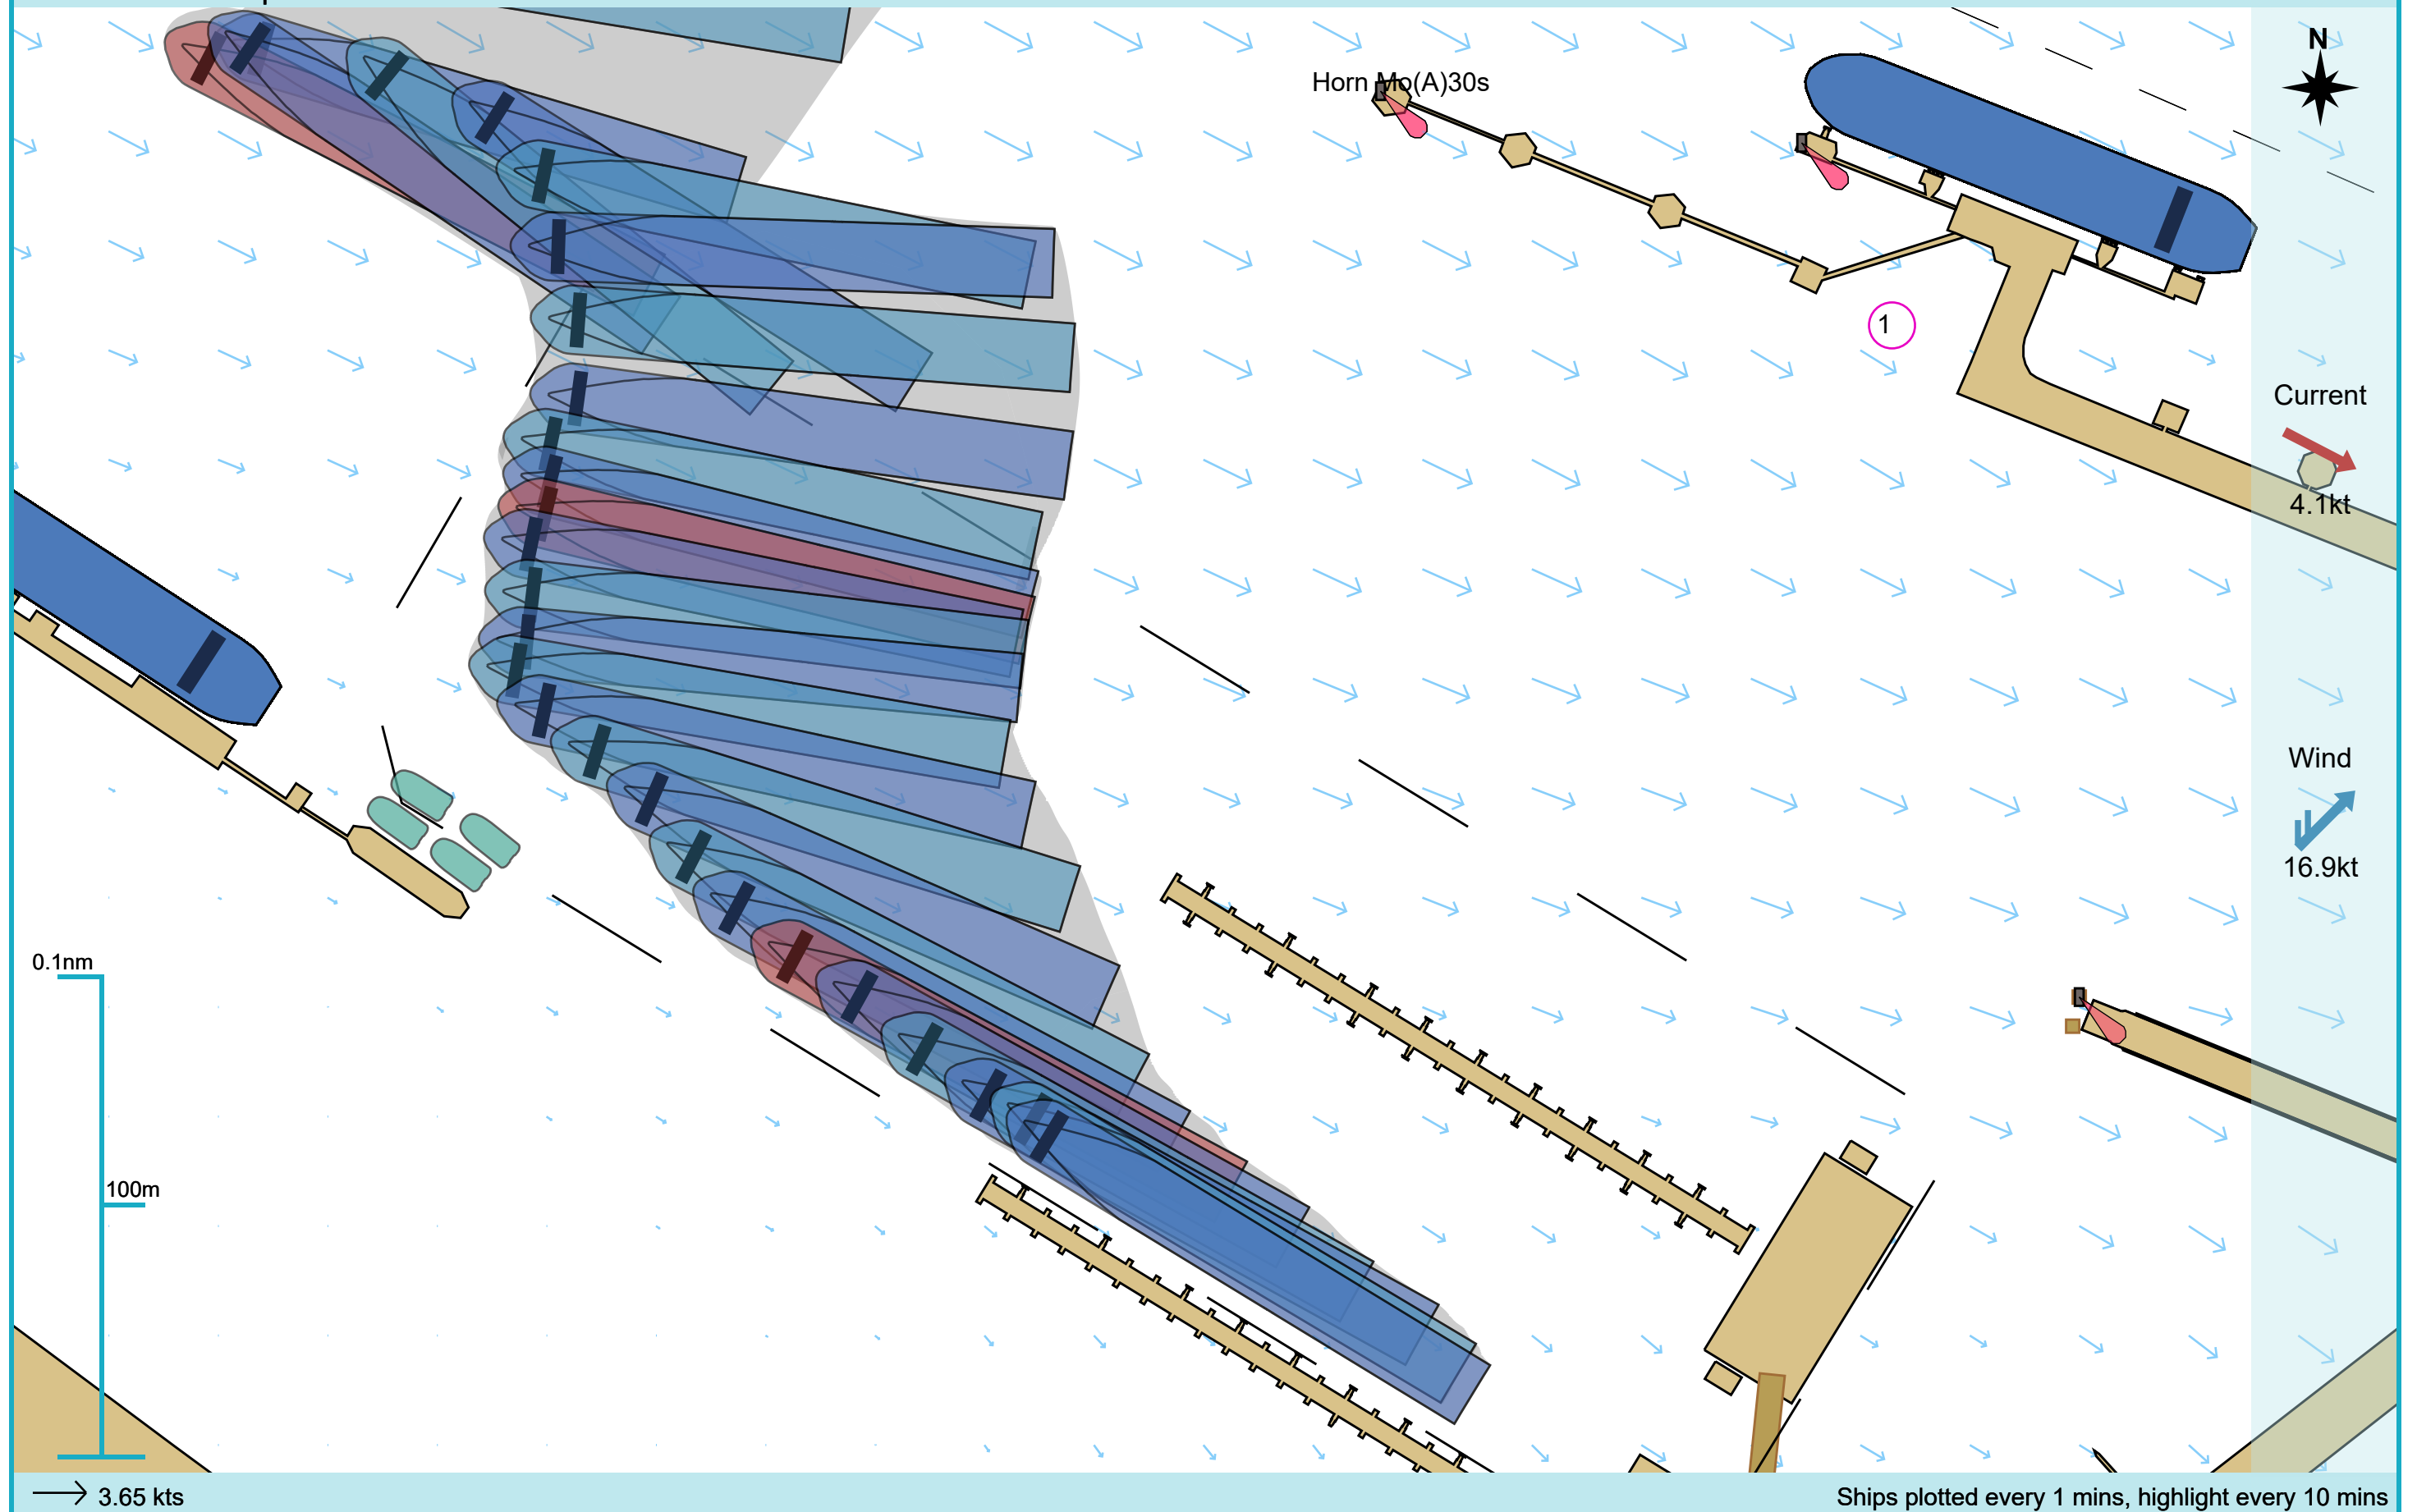 Horn Mo(A)30s
N
1
Current
4.1kt
Wind
16.9kt
0.1nm
100m
3.65 kts
Ships plotted every 1 mins, highlight every 10 mins